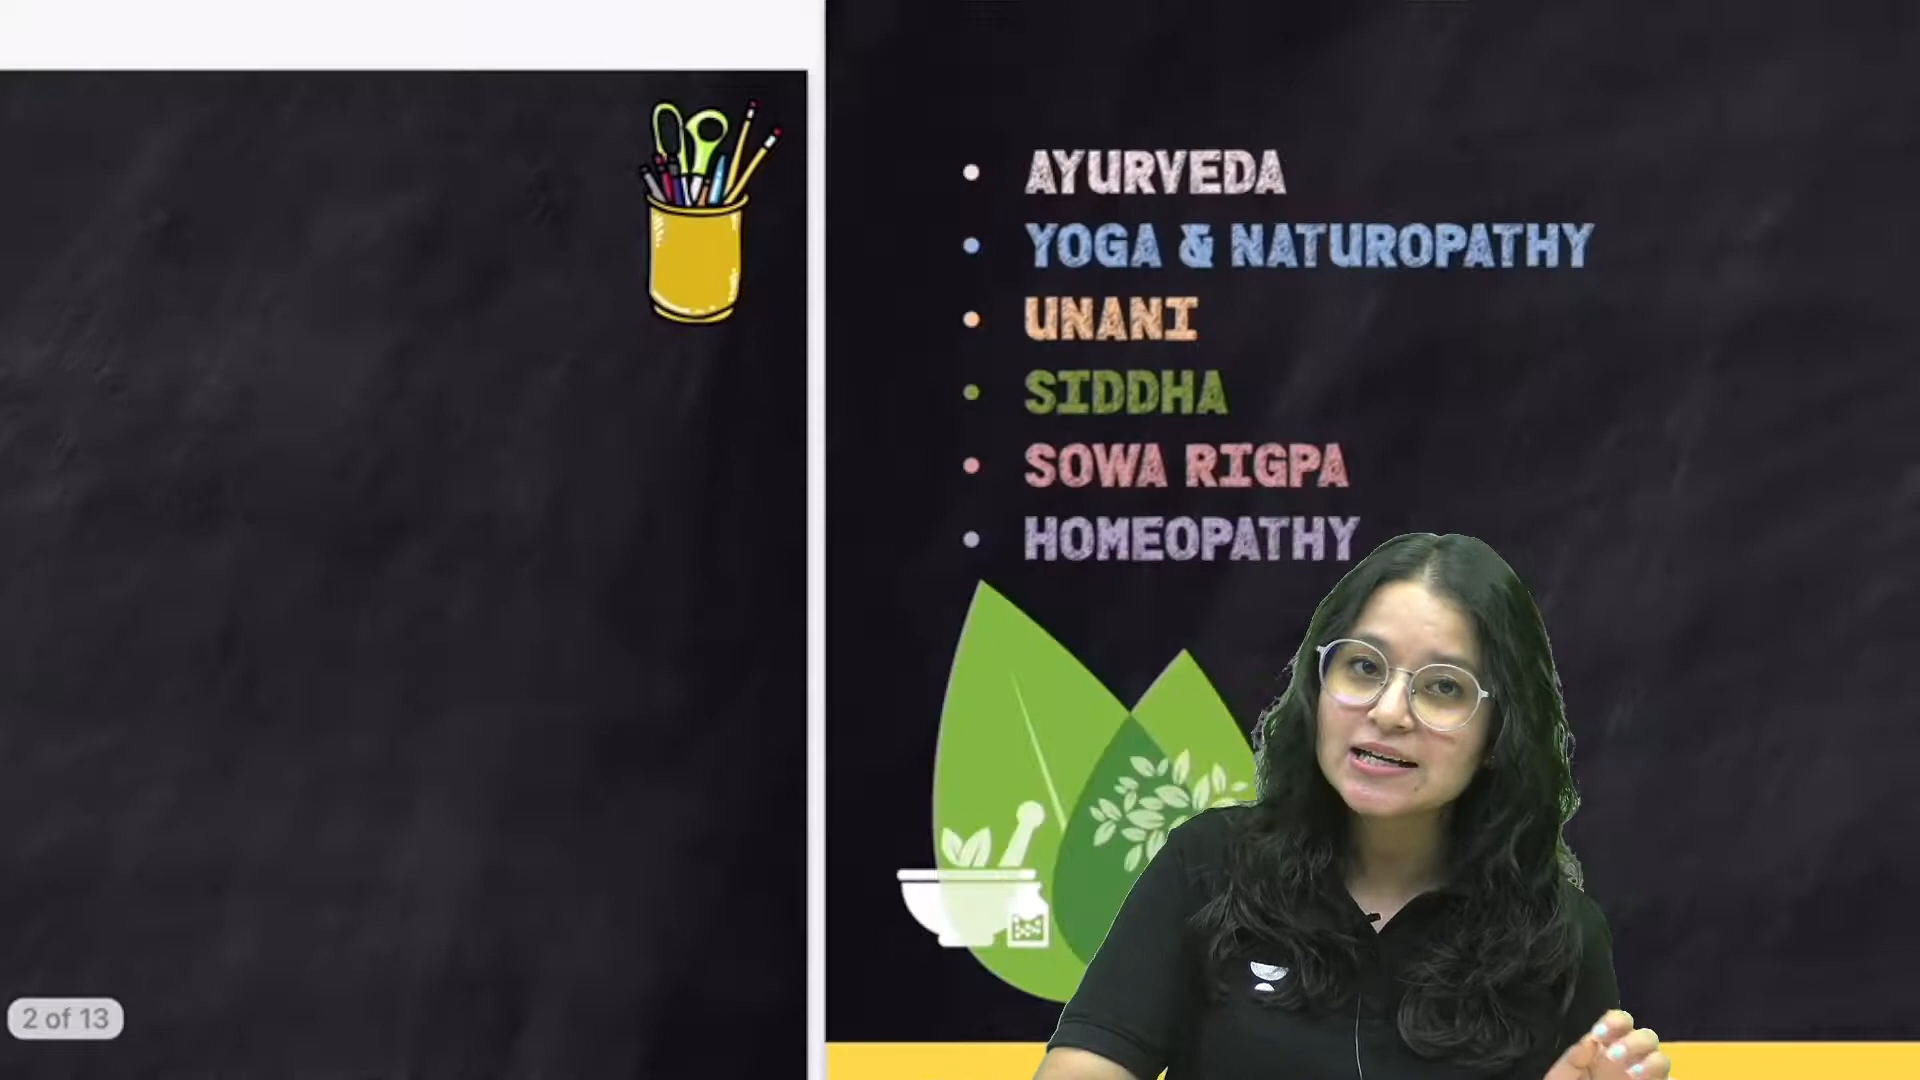 AYURVEDA
YOGA & NATUROPATHY
UNANI
SIDDHA
SOWA RIGPA
HOMEOPATHY
2 of 13